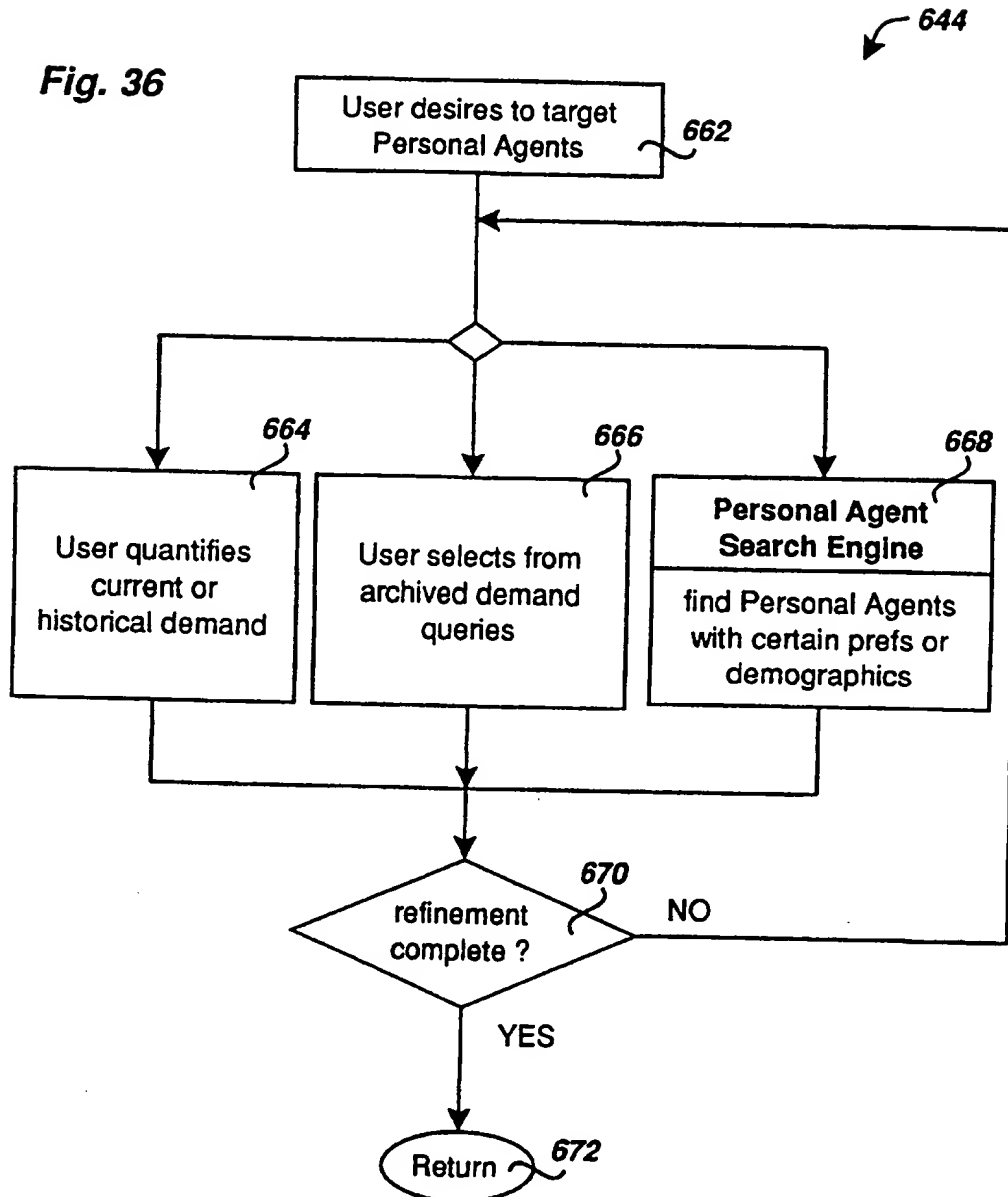 644
Fig. 36
User desires to target
Personal Agents
662
664
User quantifies
current or
historical demand
666
User selects from
archived demand
queries
668
Personal Agent
Search Engine
find Personal Agents
with certain prefs or
demographics
670
refinement
complete ?
NO
YES
Return
672